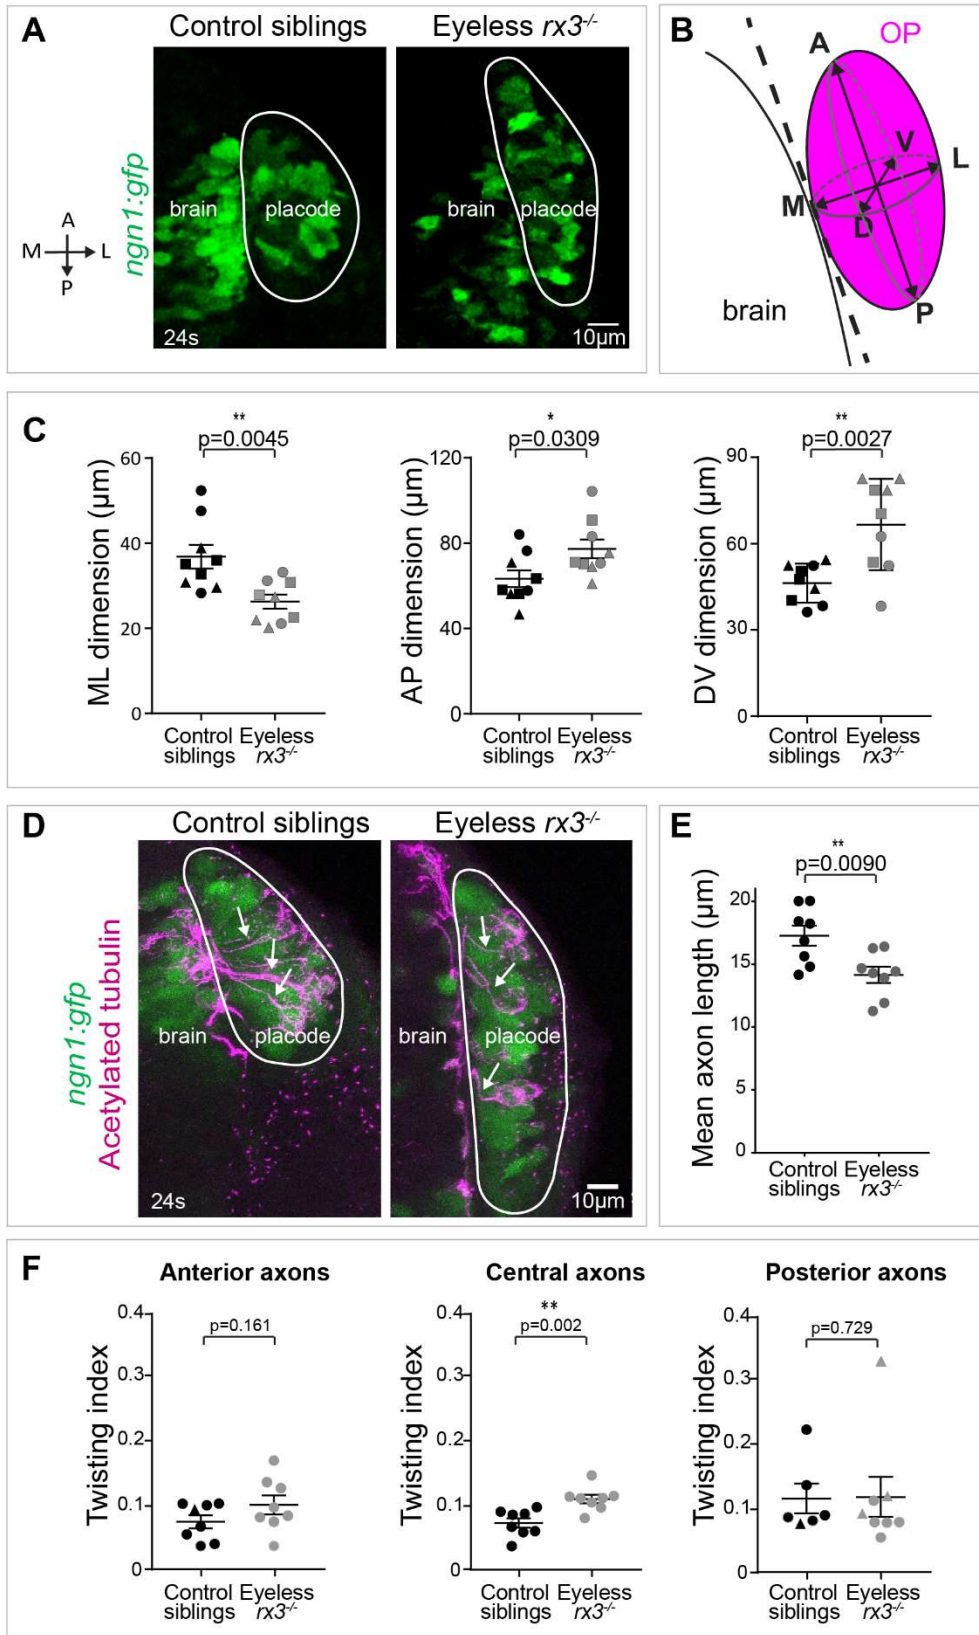 A
Control siblings
Eyeless rx3-/-
ngn1:gfp
A
M
L
P
brain
placode
24s
brain
placode
10µm
B
OP
A
V
L
M
D
P
brain
C
**
p=0.0045
ML dimension (µm)
60
40
20
0
Control
siblings
Eyeless
rx3-/-
*
p=0.0309
AP dimension (µm)
120
80
40
0
Control
siblings
Eyeless
rx3-/-
**
p=0.0027
DV dimension (µm)
90
60
30
0
Control
siblings
Eyeless
rx3-/-
D
Control siblings
Eyeless rx3-/-
ngn1:gfp
Acetylated tubulin
brain
placode
24s
brain
placode
10µm
E
**
p=0.0090
Mean axon length (µm)
20
15
10
5
0
Control
siblings
Eyeless
rx3-/-
F
Anterior axons
p=0.161
Twisting index
0.4
0.3
0.2
0.1
0
Control
siblings
Eyeless
rx3-/-
Central axons
**
p=0.002
Twisting index
0.4
0.3
0.2
0.1
0
Control
siblings
Eyeless
rx3-/-
Posterior axons
p=0.729
Twisting index
0.4
0.3
0.2
0.1
0
Control
siblings
Eyeless
rx3-/-